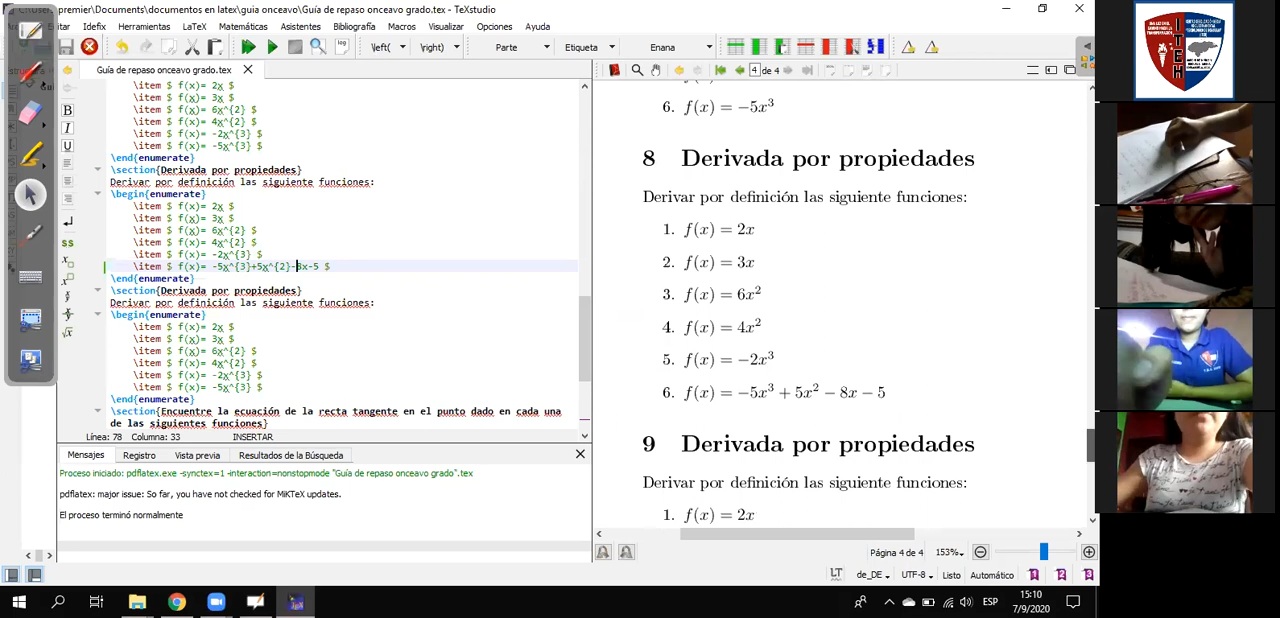 C:\Users\premier\Documents\documentos en latex\guia onceavo\Guía de repaso onceavo grado.tex - TeXstudio
Editar Idefix Herramientas LaTeX Matemáticas Asistentes Bibliografía Macros Visualizar Opciones Ayuda
\left( \right) Parte Etiqueta Enana
Guía de repaso onceavo grado.tex
4 de 4
\item $ f(x)= 2x $
\item $ f(x)= 3x $
\item $ f(x)= 6x^{2} $
\item $ f(x)= 4x^{2} $
\item $ f(x)= -2x^{3} $
\item $ f(x)= -5x^{3} $
\end{enumerate}
\section{Derivada por propiedades}
Derivar por definición las siguiente funciones:
\begin{enumerate}
\item $ f(x)= 2x $
\item $ f(x)= 3x $
\item $ f(x)= 6x^{2} $
\item $ f(x)= 4x^{2} $
\item $ f(x)= -2x^{3} $
\item $ f(x)= -5x^{3}+5x^{2}-8x-5 $
\end{enumerate}
\section{Derivada por propiedades}
Derivar por definición las siguiente funciones:
\begin{enumerate}
\item $ f(x)= 2x $
\item $ f(x)= 3x $
\item $ f(x)= 6x^{2} $
\item $ f(x)= 4x^{2} $
\item $ f(x)= -2x^{3} $
\item $ f(x)= -5x^{3} $
\end{enumerate}
\section{Encuentre la ecuación de la recta tangente en el punto dado en cada una
de las siguientes funciones}
Línea: 78 Columna: 33 INSERTAR
Mensajes Registro Vista previa Resultados de la Búsqueda
Proceso iniciado: pdflatex.exe -synctex=1 -interaction=nonstopmode "Guía de repaso onceavo grado".tex
pdflatex: major issue: So far, you have not checked for MiKTeX updates.
El proceso terminó normalmente
6. f(x) = −5x³
8 Derivada por propiedades
Derivar por definición las siguiente funciones:
1. f(x) = 2x
2. f(x) = 3x
3. f(x) = 6x²
4. f(x) = 4x²
5. f(x) = −2x³
6. f(x) = −5x³ + 5x² − 8x − 5
9 Derivada por propiedades
Derivar por definición las siguiente funciones:
1. f(x) = 2x
Página 4 de 4 153%
LT de_DE UTF-8 Listo Automático 1 2 3
ITEH
ESP 15:10
7/9/2020